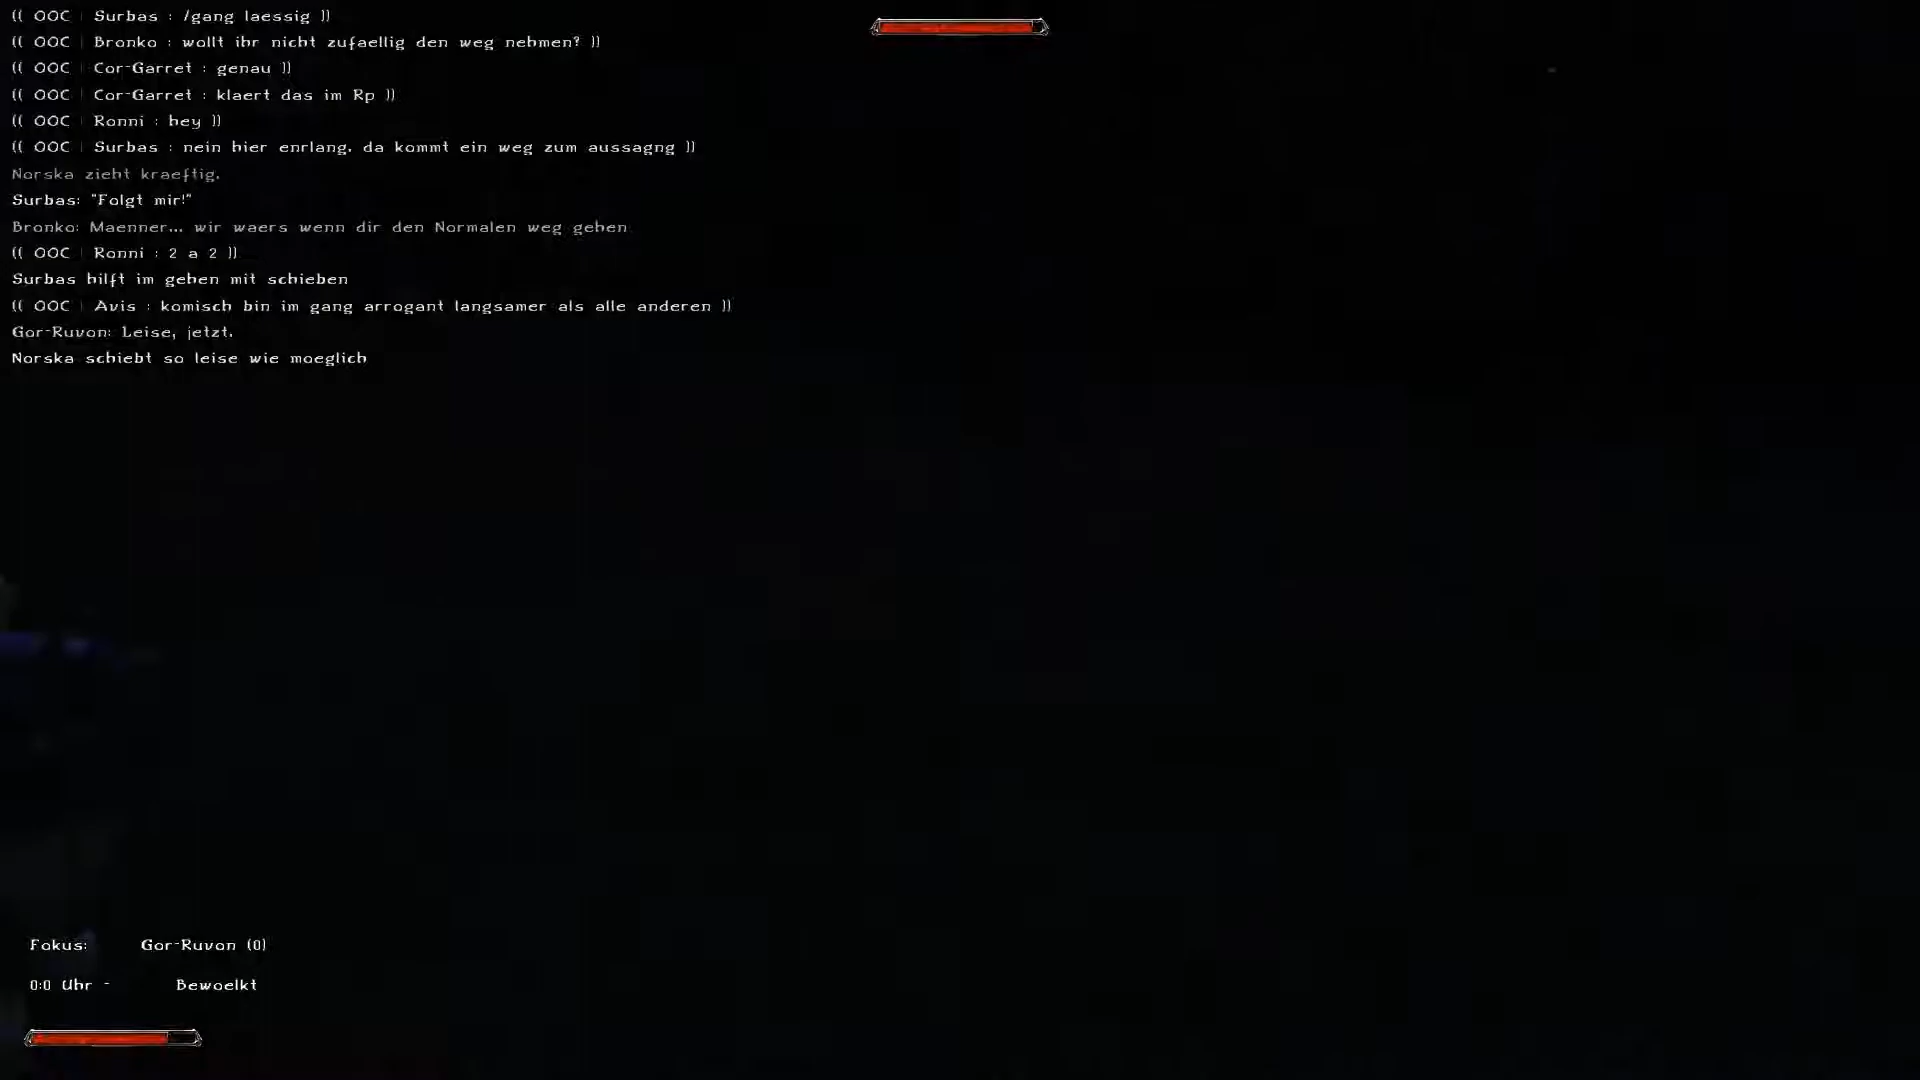 (( OOC | Surbas : /gang laessig ))
(( OOC | Bronko : wollt ihr nicht zufaellig den weg nehmen? ))
(( OOC | Cor-Garret : genau ))
(( OOC | Cor-Garret : klaert das im Rp ))
(( OOC | Ronni : hey ))
(( OOC | Surbas : nein hier enrlang. da kommt ein weg zum aussagng ))
Norska zieht kraeftig.
Surbas: "Folgt mir!"
Bronko: Maenner... wir waers wenn dir den Normalen weg gehen
(( OOC | Ronni : 2 a 2 ))
Surbas hilft im gehen mit schieben
(( OOC | Avis : komisch bin im gang arrogant langsamer als alle anderen ))
Gor-Ruvon: Leise, jetzt.
Norska schiebt so leise wie moeglich
Fokus: Gor-Ruvon (0)
0:0 Uhr - Bewoelkt